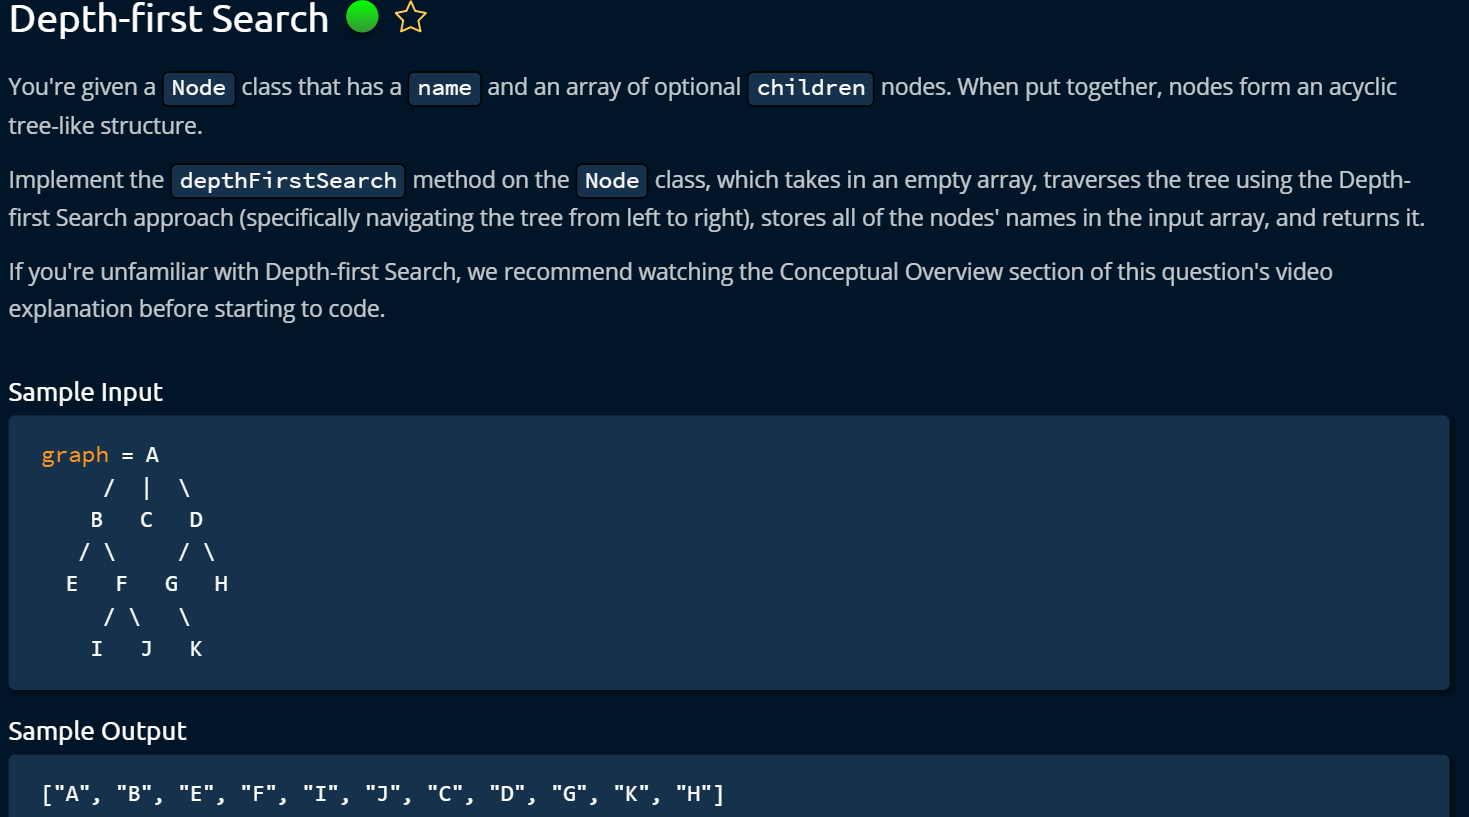 Depth-first Search
You're given a Node class that has a name and an array of optional children nodes. When put together, nodes form an acyclic
tree-like structure.
Implement the depthFirstSearch method on the Node class, which takes in an empty array, traverses the tree using the Depth-
first Search approach (specifically navigating the tree from left to right), stores all of the nodes' names in the input array, and returns it.
If you're unfamiliar with Depth-first Search, we recommend watching the Conceptual Overview section of this question's video
explanation before starting to code.
Sample Input
graph = A
     /  |  \
    B   C   D
   / \     / \
  E   F   G   H
     / \   \
    I   J   K
Sample Output
["A", "B", "E", "F", "I", "J", "C", "D", "G", "K", "H"]